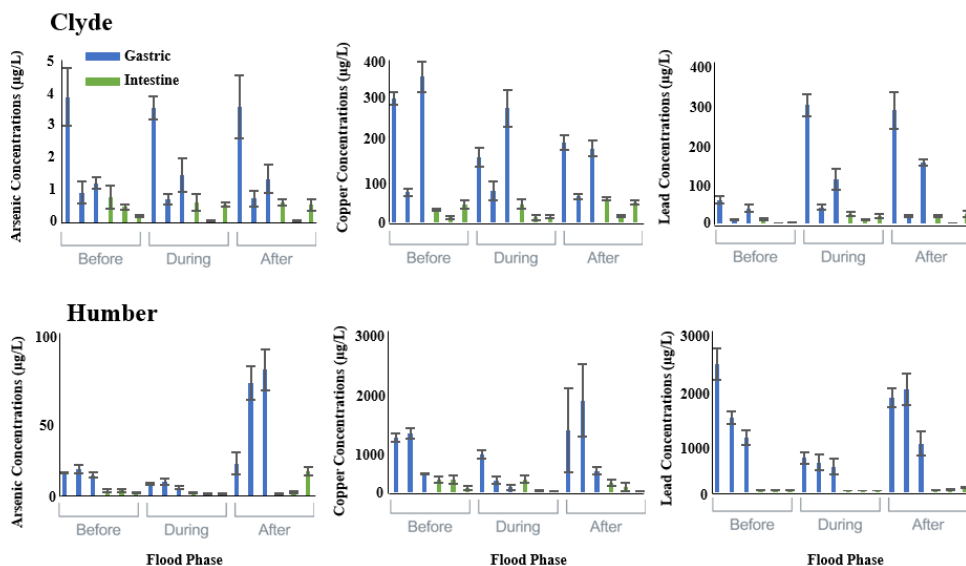 Clyde
Arsenic Concentrations (µg/L)
5
4
3
2
1
0
Gastric
Intestine
Before
During
After
Copper Concentrations (µg/L)
400
300
200
100
0
Before
During
After
Lead Concentrations (µg/L)
400
300
200
100
0
Before
During
After
Humber
Arsenic Concentrations (µg/L)
100
50
0
Before
During
After
Flood Phase
Copper Concentrations (µg/L)
3000
2000
1000
0
Before
During
After
Flood Phase
Lead Concentrations (µg/L)
3000
2000
1000
0
Before
During
After
Flood Phase